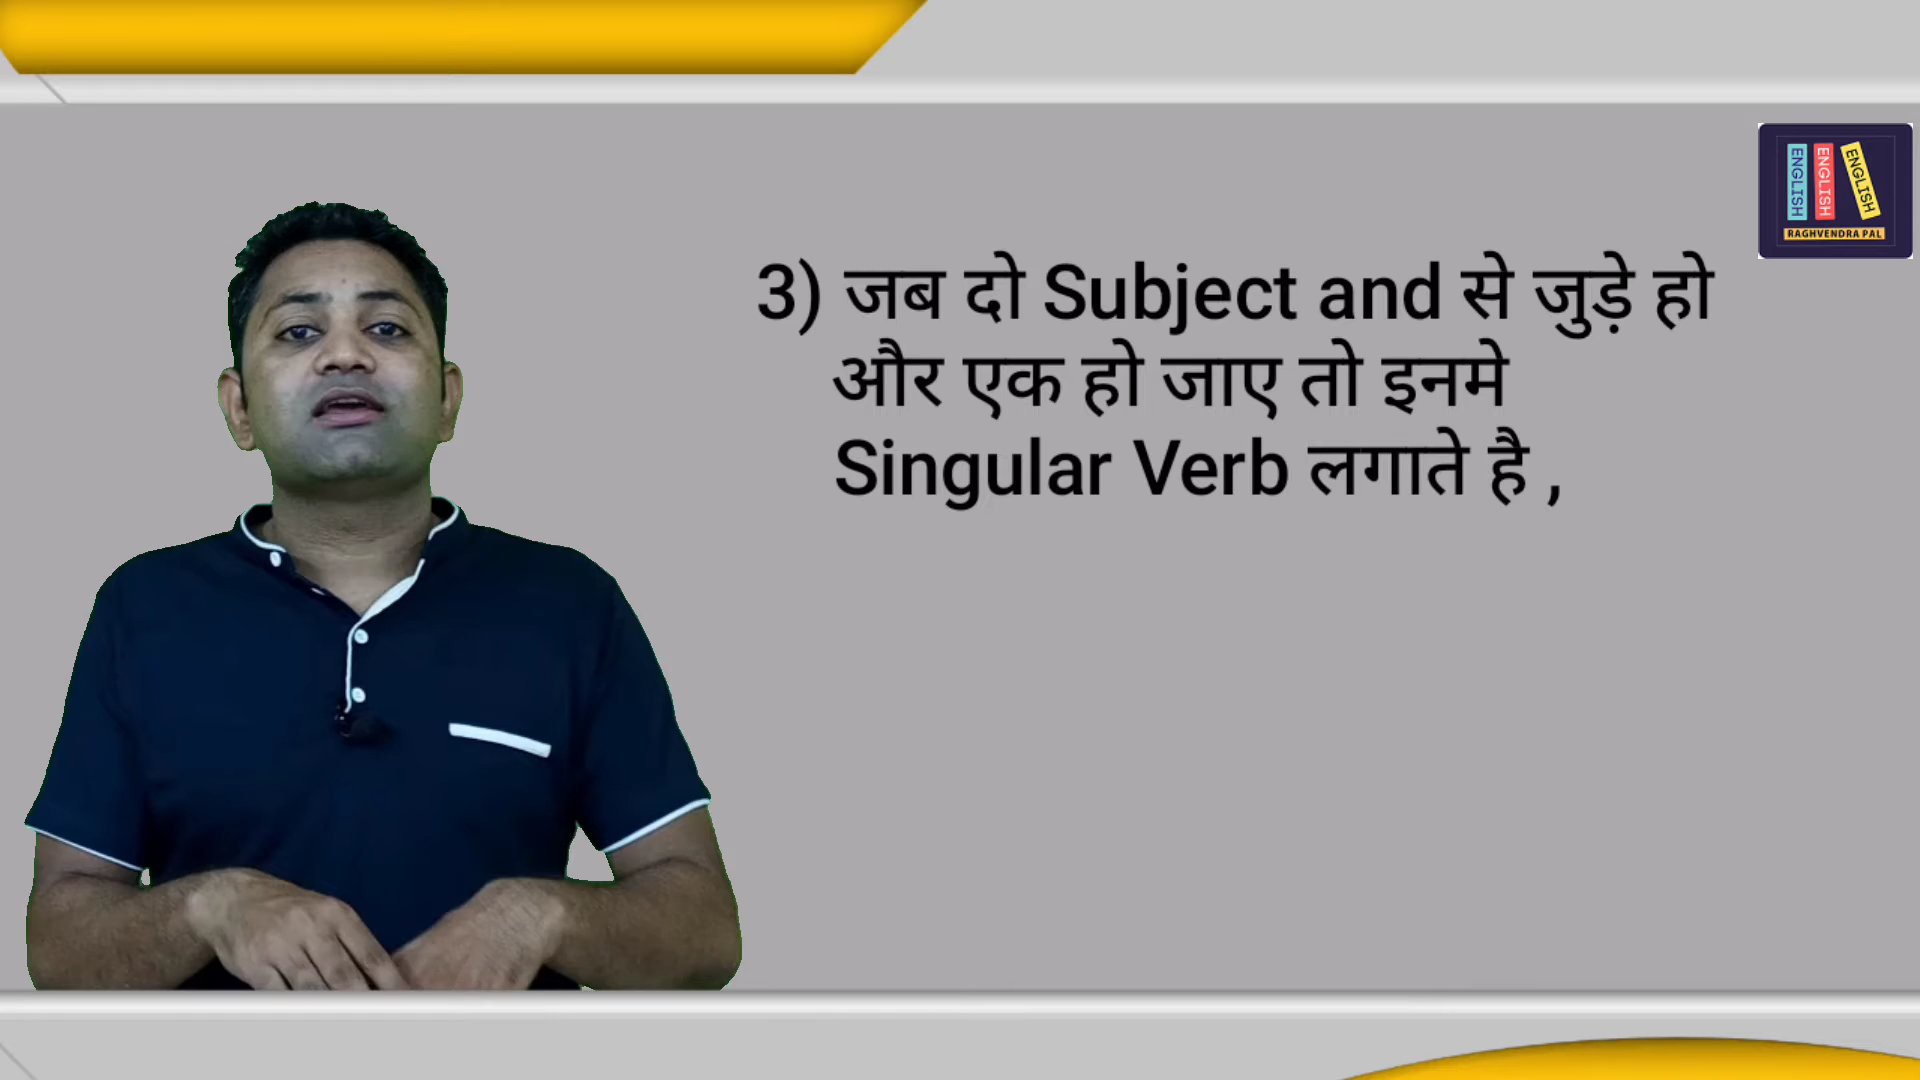 ENGLISH
ENGLISH
ENGLISH
RAGHVENDRA PAL
3) जब दो Subject and से जुड़े हो
और एक हो जाए तो इनमे
Singular Verb लगाते है ,